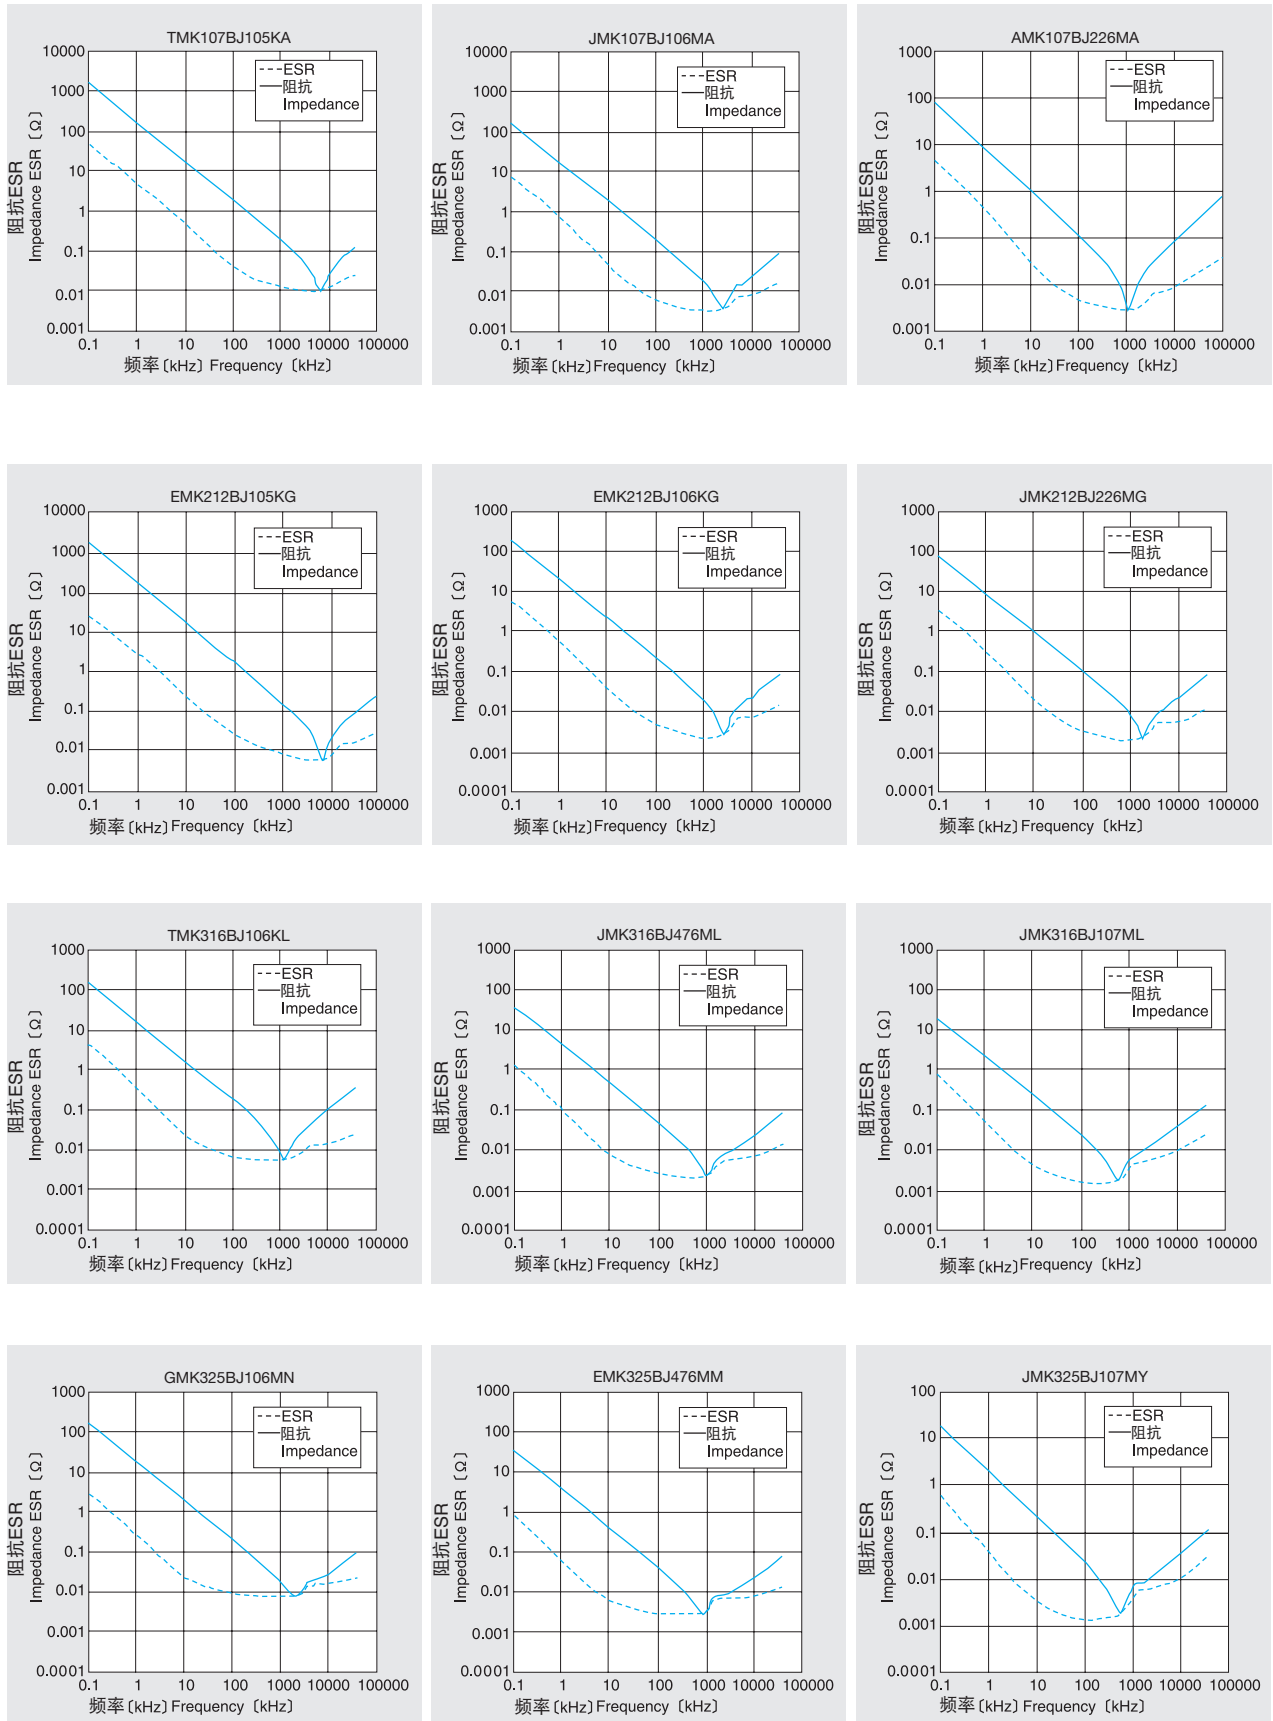 TMK107BJ105KA
10000
1000
100
10
1
0.1
0.01
0.001
ESR
阻抗
Impedance
阻抗ESR
Impedance ESR〔Ω〕
0.1 1 10 100 1000 10000 100000
频率〔kHz〕Frequency〔kHz〕
JMK107BJ106MA
10000
1000
100
10
1
0.1
0.01
0.001
ESR
阻抗
Impedance
阻抗ESR
Impedance ESR〔Ω〕
0.1 1 10 100 1000 10000 100000
频率〔kHz〕Frequency〔kHz〕
AMK107BJ226MA
1000
100
10
1
0.1
0.01
0.001
ESR
阻抗
Impedance
阻抗ESR
Impedance ESR〔Ω〕
0.1 1 10 100 1000 10000 100000
频率〔kHz〕Frequency〔kHz〕
EMK212BJ105KG
10000
1000
100
10
1
0.1
0.01
0.001
ESR
阻抗
Impedance
阻抗ESR
Impedance ESR〔Ω〕
0.1 1 10 100 1000 10000 100000
频率〔kHz〕Frequency〔kHz〕
EMK212BJ106KG
1000
100
10
1
0.1
0.01
0.001
0.0001
ESR
阻抗
Impedance
阻抗ESR
Impedance ESR〔Ω〕
0.1 1 10 100 1000 10000 100000
频率〔kHz〕Frequency〔kHz〕
JMK212BJ226MG
1000
100
10
1
0.1
0.01
0.001
0.0001
ESR
阻抗
Impedance
阻抗ESR
Impedance ESR〔Ω〕
0.1 1 10 100 1000 10000 100000
频率〔kHz〕Frequency〔kHz〕
TMK316BJ106KL
1000
100
10
1
0.1
0.01
0.001
0.0001
ESR
阻抗
Impedance
阻抗ESR
Impedance ESR〔Ω〕
0.1 1 10 100 1000 10000 100000
频率〔kHz〕Frequency〔kHz〕
JMK316BJ476ML
1000
100
10
1
0.1
0.01
0.001
0.0001
ESR
阻抗
Impedance
阻抗ESR
Impedance ESR〔Ω〕
0.1 1 10 100 1000 10000 100000
频率〔kHz〕Frequency〔kHz〕
JMK316BJ107ML
1000
100
10
1
0.1
0.01
0.001
0.0001
ESR
阻抗
Impedance
阻抗ESR
Impedance ESR〔Ω〕
0.1 1 10 100 1000 10000 100000
频率〔kHz〕Frequency〔kHz〕
GMK325BJ106MN
1000
100
10
1
0.1
0.01
0.001
0.0001
ESR
阻抗
Impedance
阻抗ESR
Impedance ESR〔Ω〕
0.1 1 10 100 1000 10000 100000
频率〔kHz〕Frequency〔kHz〕
EMK325BJ476MM
1000
100
10
1
0.1
0.01
0.001
0.0001
ESR
阻抗
Impedance
阻抗ESR
Impedance ESR〔Ω〕
0.1 1 10 100 1000 10000 100000
频率〔kHz〕Frequency〔kHz〕
JMK325BJ107MY
100
10
1
0.1
0.01
0.001
0.0001
ESR
阻抗
Impedance
阻抗ESR
Impedance ESR〔Ω〕
0.1 1 10 100 1000 10000 100000
频率〔kHz〕Frequency〔kHz〕